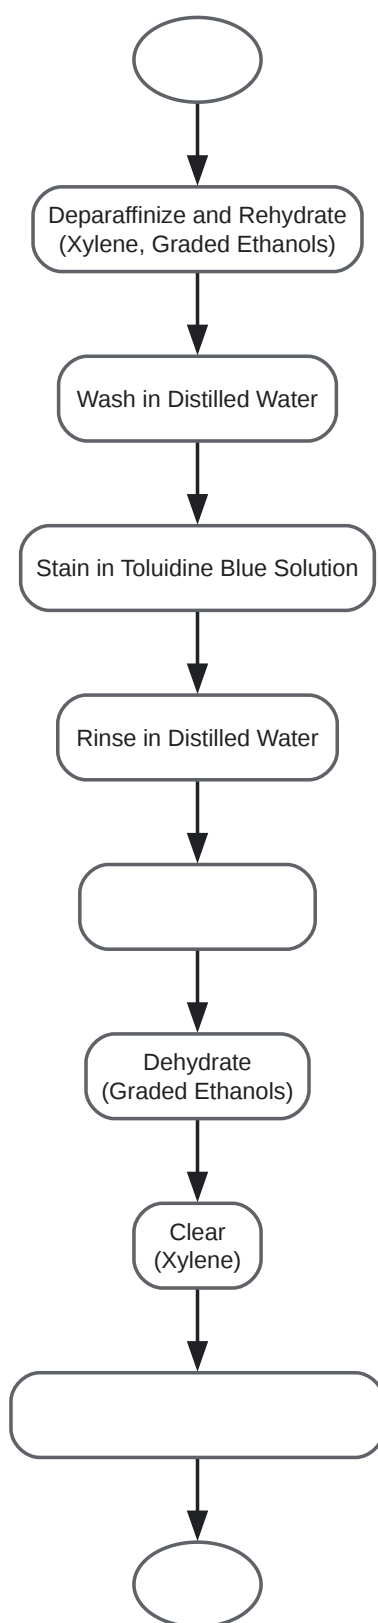 Deparaffinize and Rehydrate
(Xylene, Graded Ethanols)
Wash in Distilled Water
Stain in Toluidine Blue Solution
Rinse in Distilled Water
Dehydrate
(Graded Ethanols)
Clear
(Xylene)